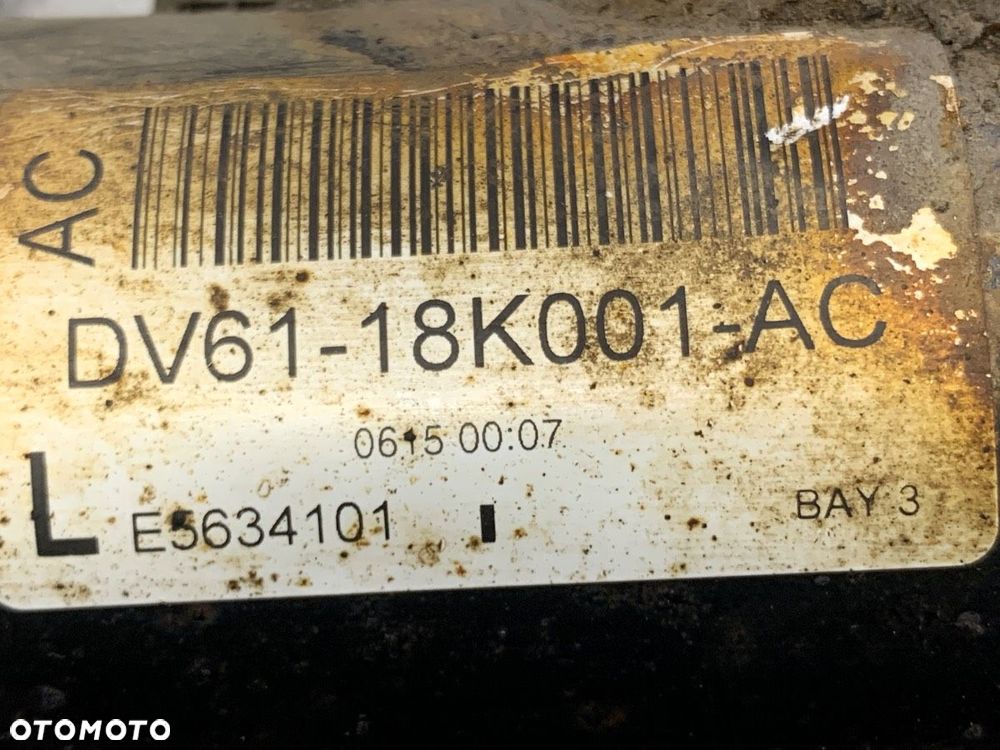 AC
DV61-18K001-AC
0615 00:07
L E5634101 BAY 3
OTOMOTO